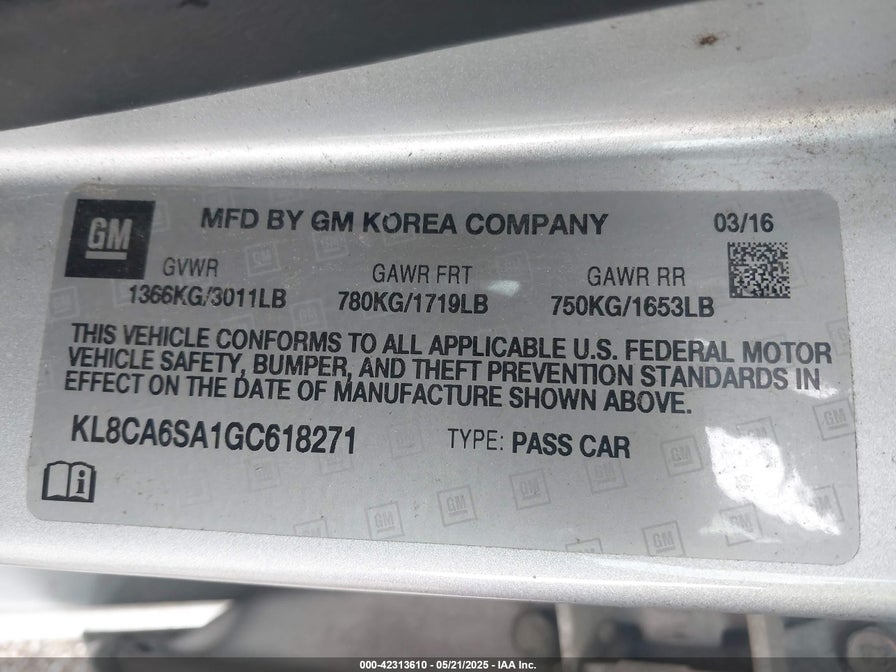 GM
MFD BY GM KOREA COMPANY 03/16
GVWR GAWR FRT GAWR RR
1366KG/3011LB 780KG/1719LB 750KG/1653LB
THIS VEHICLE CONFORMS TO ALL APPLICABLE U.S. FEDERAL MOTOR
VEHICLE SAFETY, BUMPER, AND THEFT PREVENTION STANDARDS IN
EFFECT ON THE DATE OF MANUFACTURE SHOWN ABOVE.
KL8CA6SA1GC618271 TYPE: PASS CAR
i
000-42313610 - 05/21/2025 - IAA Inc.